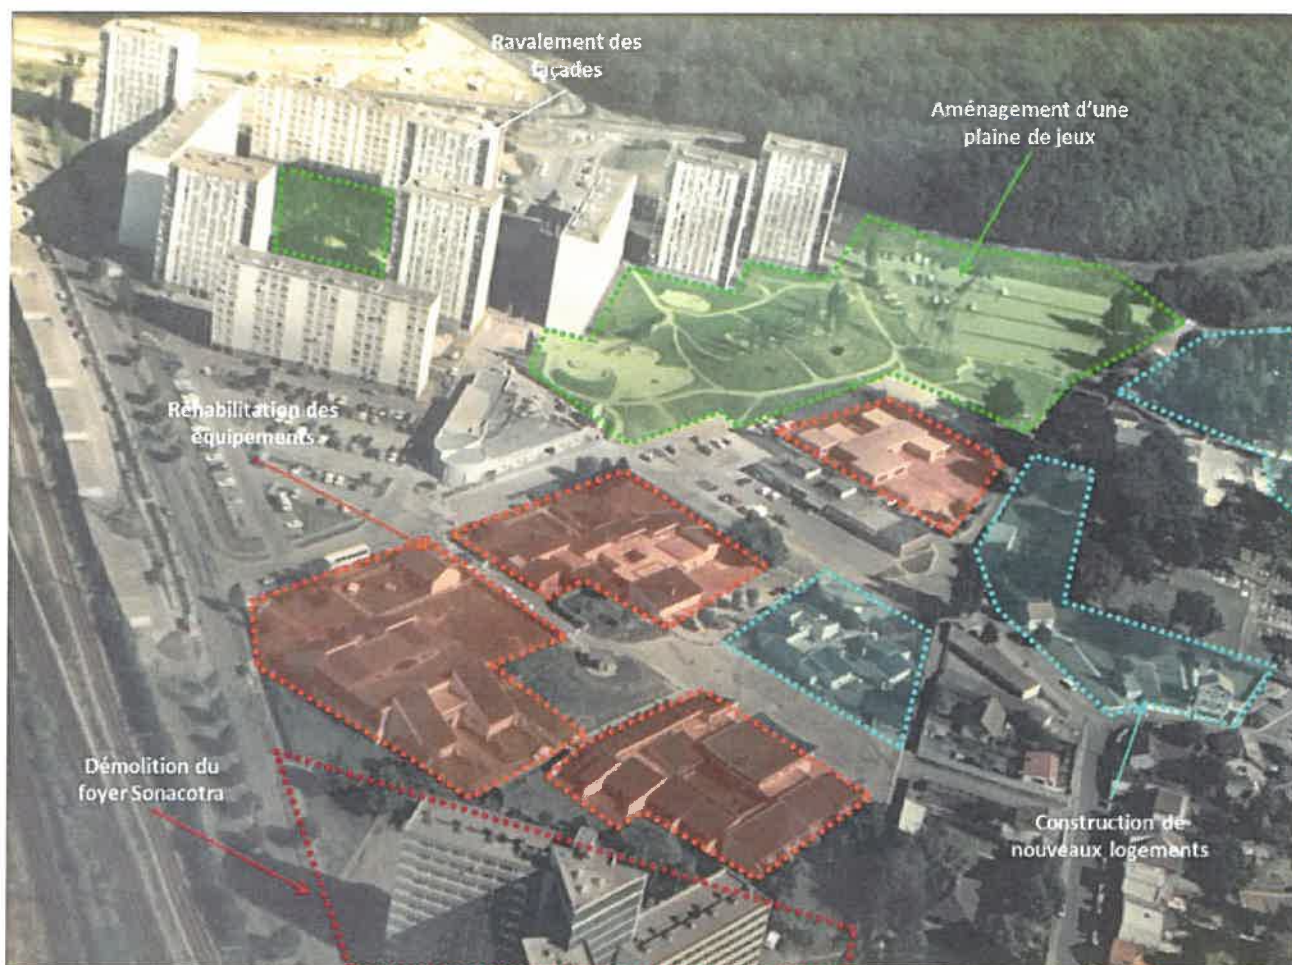 Ravalement des
façades
Aménagement d'une
plaine de jeux
Réhabilitation des
équipements
Démolition du
foyer Sonacotra
Construction de
nouveaux logements